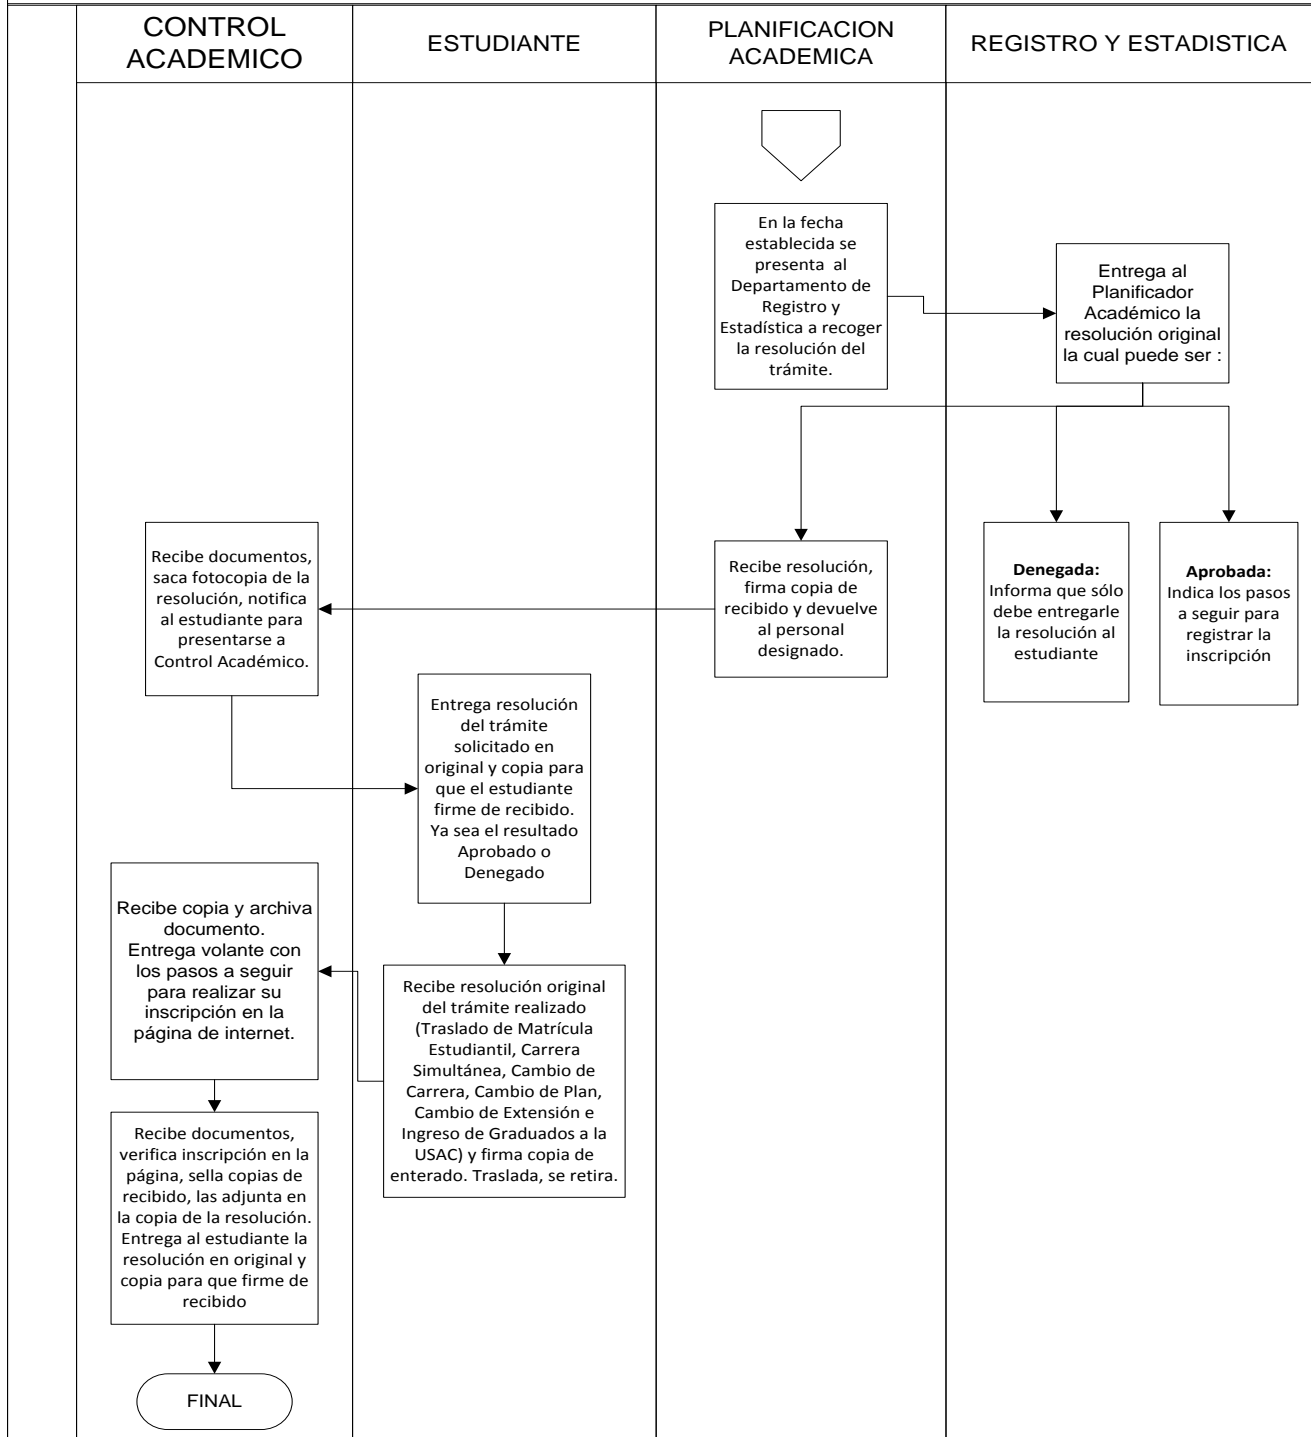 CONTROL
ACADEMICO
ESTUDIANTE
PLANIFICACION
ACADEMICA
REGISTRO Y ESTADISTICA
En la fecha
establecida se
presenta al
Departamento de
Registro y
Estadística a recoger
la resolución del
trámite.
Entrega al
Planificador
Académico la
resolución original
la cual puede ser :
Denegada:
Informa que sólo
debe entregarle
la resolución al
estudiante
Aprobada:
Indica los pasos
a seguir para
registrar la
inscripción
Recibe resolución,
firma copia de
recibido y devuelve
al personal
designado.
Recibe documentos,
saca fotocopia de la
resolución, notifica
al estudiante para
presentarse a
Control Académico.
Entrega resolución
del trámite
solicitado en
original y copia para
que el estudiante
firme de recibido.
Ya sea el resultado
Aprobado o
Denegado
Recibe resolución original
del trámite realizado
(Traslado de Matrícula
Estudiantil, Carrera
Simultánea, Cambio de
Carrera, Cambio de Plan,
Cambio de Extensión e
Ingreso de Graduados a la
USAC) y firma copia de
enterado. Traslada, se retira.
Recibe copia y archiva
documento.
Entrega volante con
los pasos a seguir
para realizar su
inscripción en la
página de internet.
Recibe documentos,
verifica inscripción en la
página, sella copias de
recibido, las adjunta en
la copia de la resolución.
Entrega al estudiante la
resolución en original y
copia para que firme de
recibido
FINAL